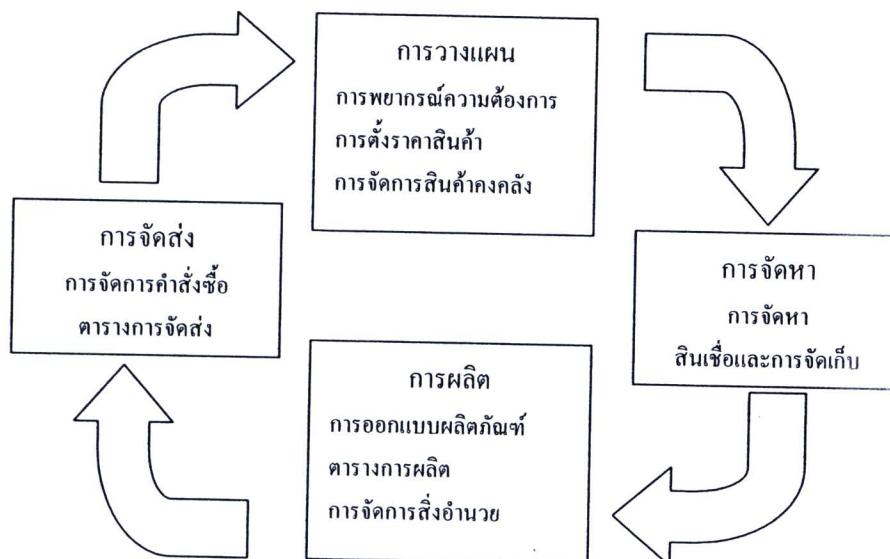 การวางแผน
การพยากรณ์ความต้องการ
การตั้งราคาสินค้า
การจัดการสินค้าคงคลัง
การจัดหา
การจัดหา
สินเชื่อและการจัดเก็บ
การผลิต
การออกแบบผลิตภัณฑ์
ตารางการผลิต
การจัดการสิ่งอำนวย
การจัดส่ง
การจัดการคำสั่งซื้อ
ตารางการจัดส่ง